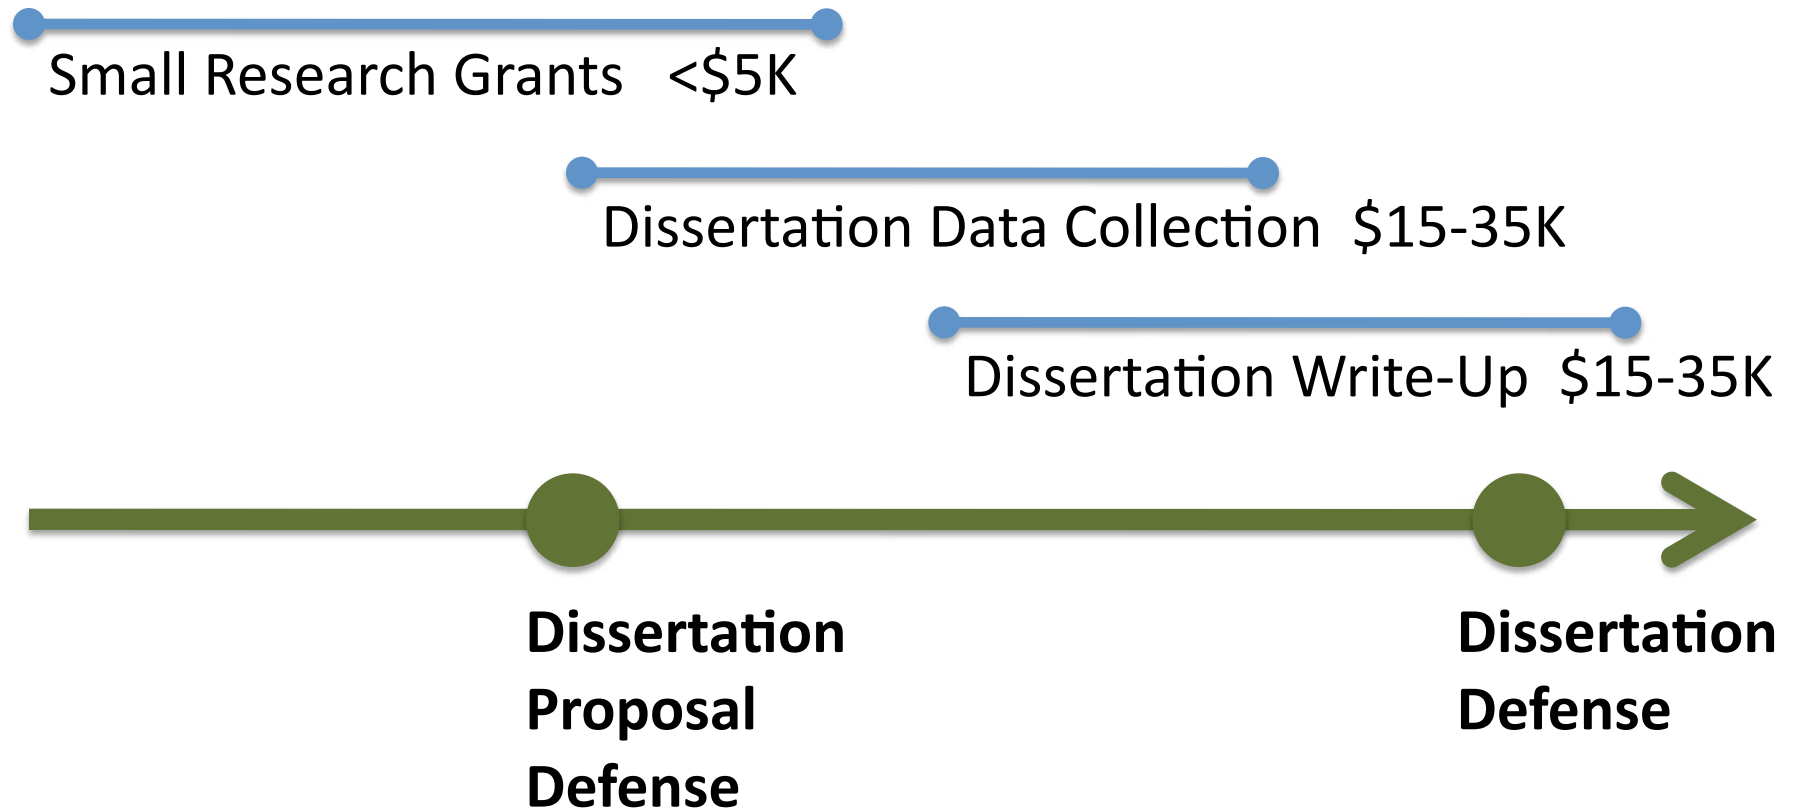 Small Research Grants <$5K
Dissertation Data Collection $15-35K
Dissertation Write-Up $15-35K
Dissertation
Proposal
Defense
Dissertation
Defense